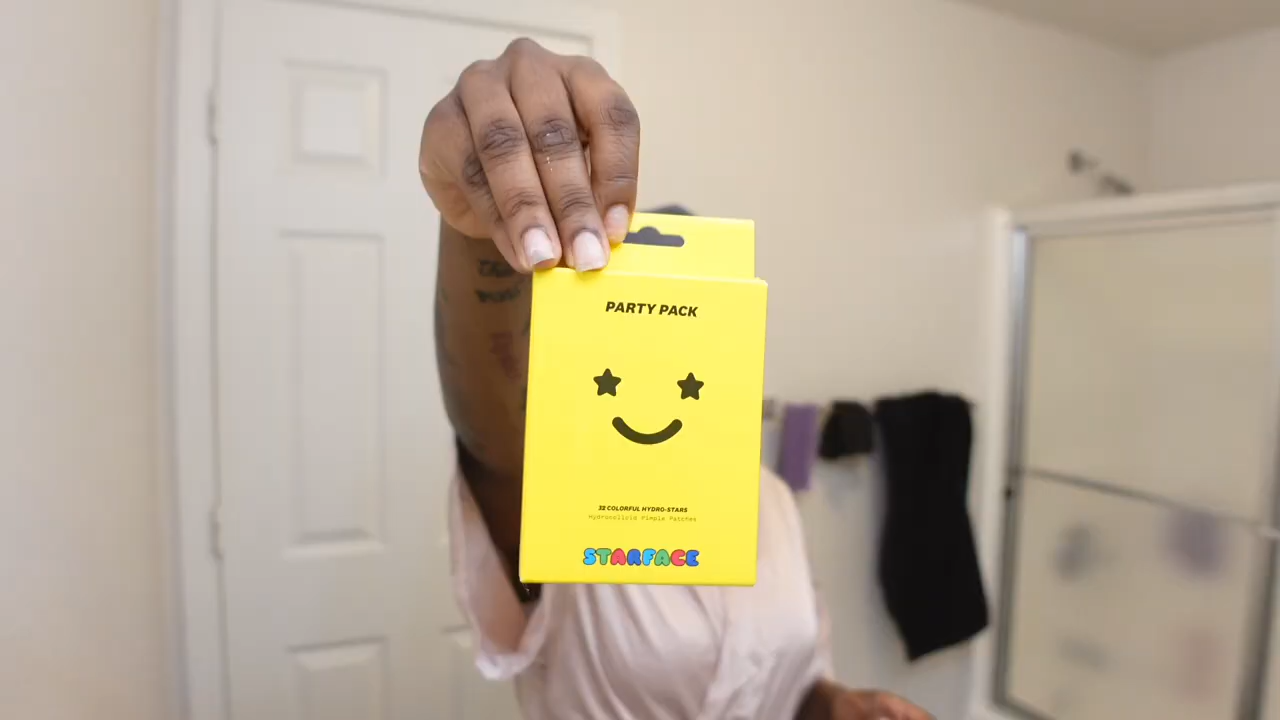 PARTY PACK
32 COLORFUL HYDRO-STARS
Hydrocolloid Pimple Patches
STARFACE